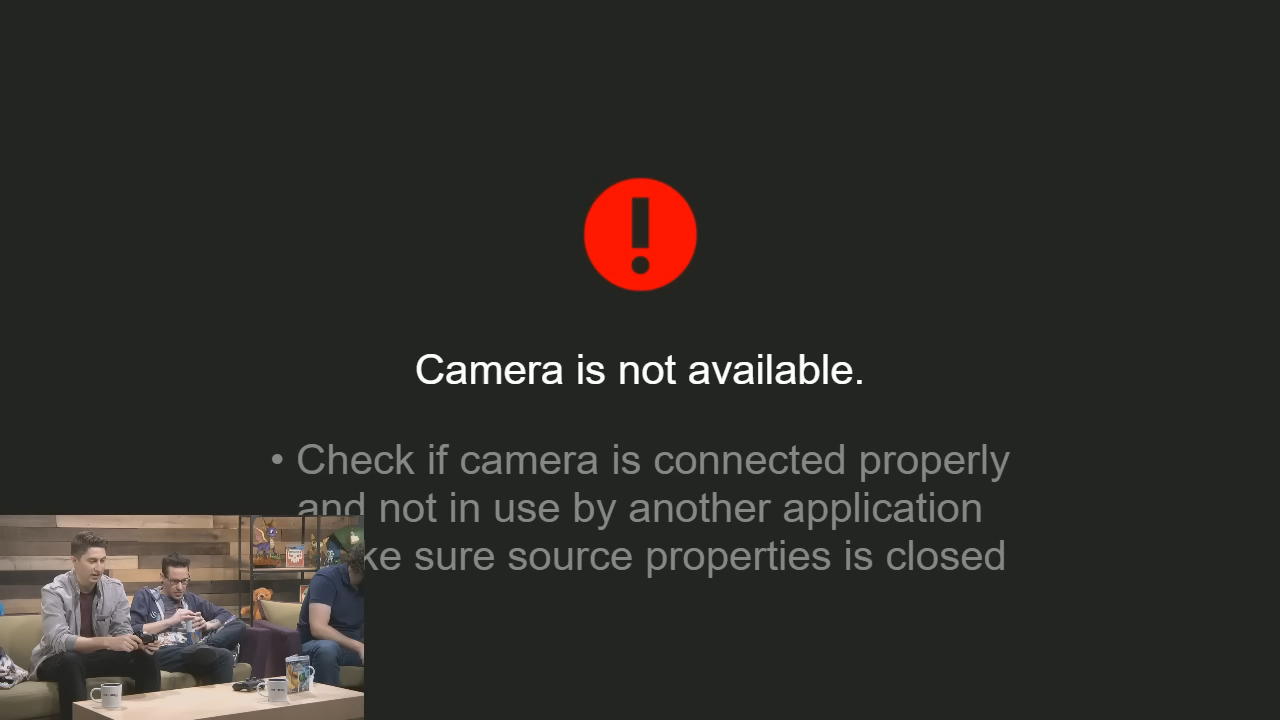 Camera is not available.
• Check if camera is connected properly
and not in use by another application
ke sure source properties is closed